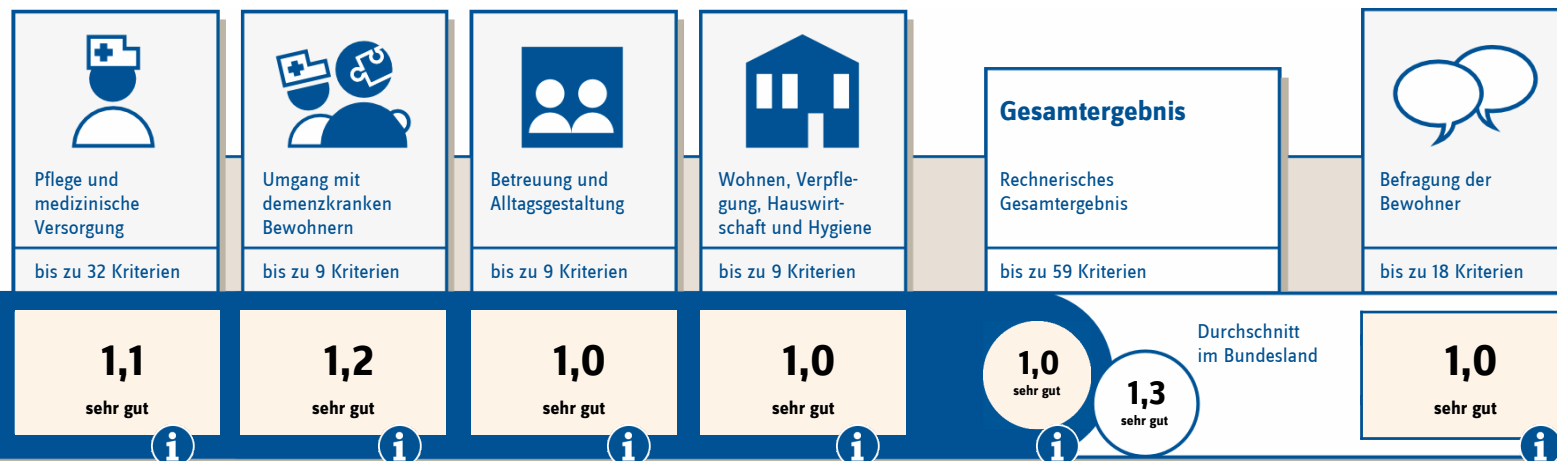 Pflege und
medizinische
Versorgung
bis zu 32 Kriterien
1,1
sehr gut
i
Umgang mit
demenzkranken
Bewohnern
bis zu 9 Kriterien
1,2
sehr gut
i
Betreuung und
Alltagsgestaltung
bis zu 9 Kriterien
1,0
sehr gut
i
Wohnen, Verpfle-
gung, Hauswirt-
schaft und Hygiene
bis zu 9 Kriterien
1,0
sehr gut
i
Gesamtergebnis
Rechnerisches
Gesamtergebnis
bis zu 59 Kriterien
1,0
sehr gut
i
Durchschnitt
im Bundesland
1,3
sehr gut
Befragung der
Bewohner
bis zu 18 Kriterien
1,0
sehr gut
i